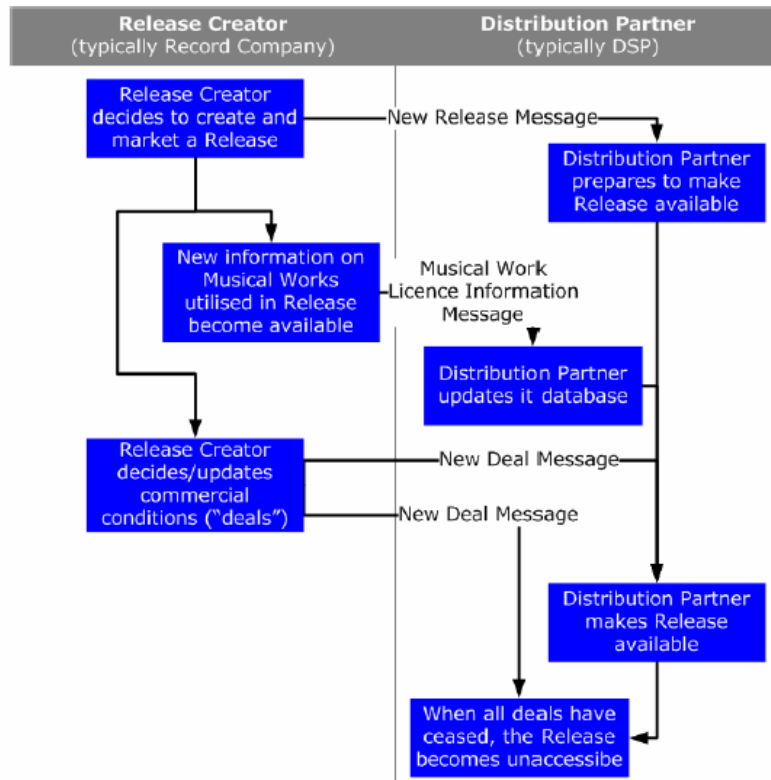 Release Creator
(typically Record Company)
Distribution Partner
(typically DSP)
Release Creator
decides to create and
market a Release
New Release Message
Distribution Partner
prepares to make
Release available
New information on
Musical Works
utilised in Release
become available
Musical Work
Licence Information
Message
Distribution Partner
updates it database
Release Creator
decides/updates
commercial
conditions (“deals”)
New Deal Message
New Deal Message
Distribution Partner
makes Release
available
When all deals have
ceased, the Release
becomes unaccessibe